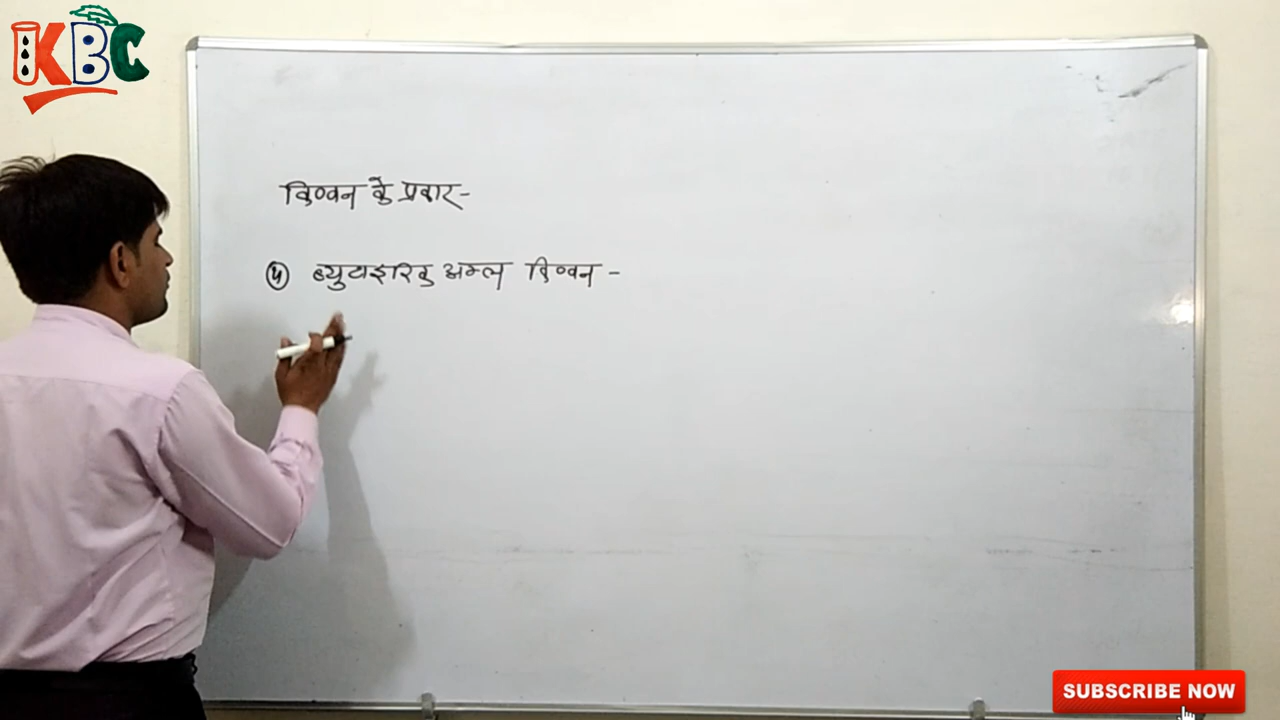 KBC
किण्वन के प्रकार-
(4) ब्युटाइरिक अम्ल किण्वन -
SUBSCRIBE NOW